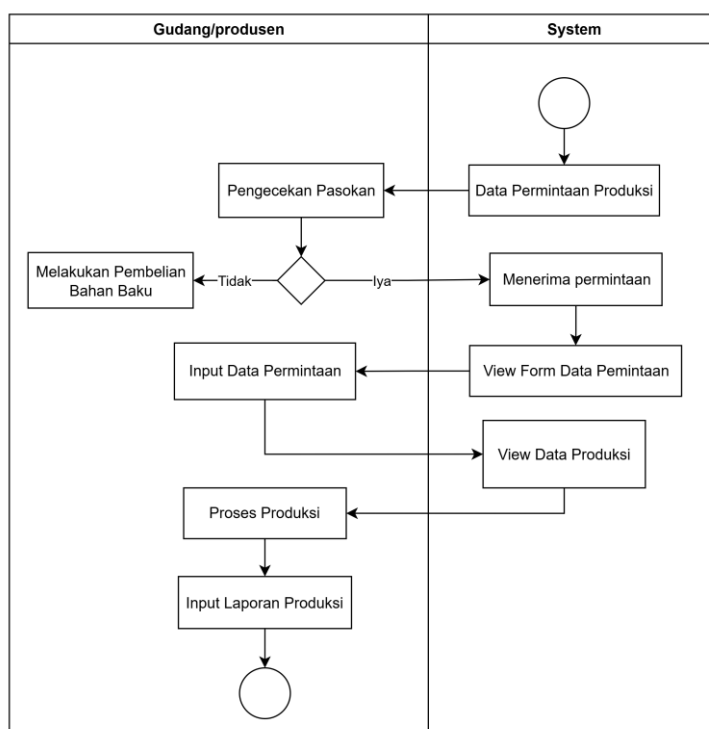 Gudang/produsen
System
Pengecekan Pasokan
Data Permintaan Produksi
Melakukan Pembelian
Bahan Baku
Tidak
Iya
Menerima permintaan
Input Data Permintaan
View Form Data Pemintaan
View Data Produksi
Proses Produksi
Input Laporan Produksi